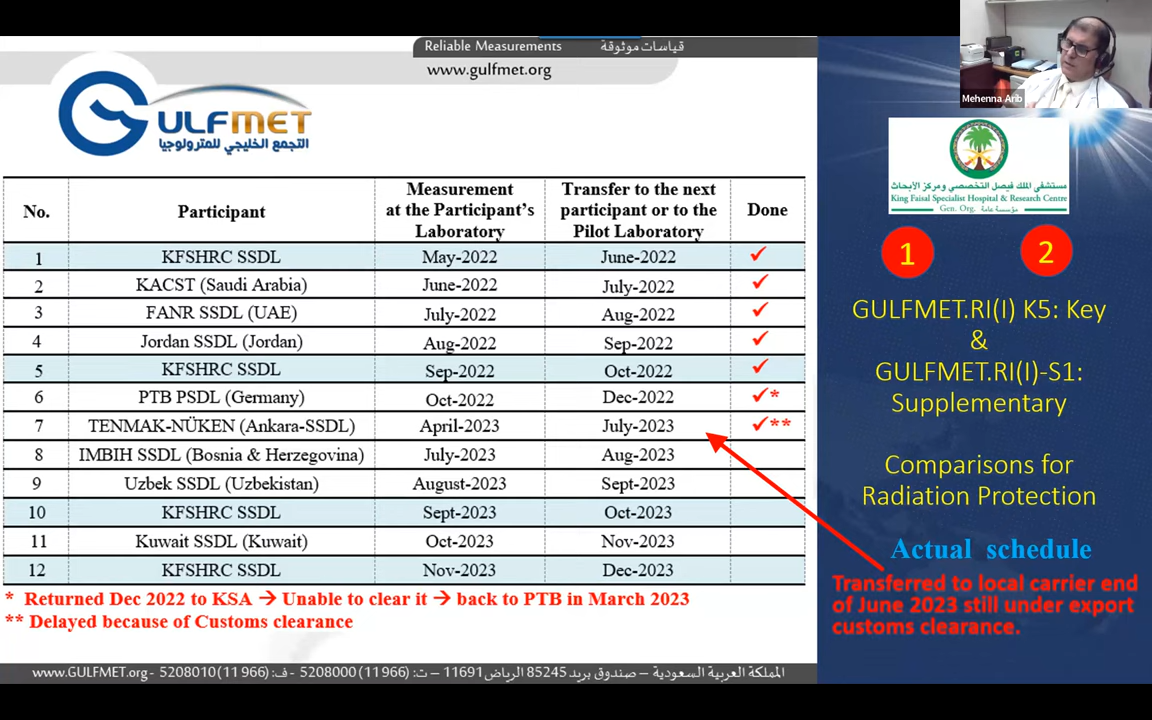 Reliable Measurements قياسات موثوقة
www.gulfmet.org
GULFMET
التجمع الخليجي للمترولوجيا
No. Participant Measurement at the Participant's Laboratory Transfer to the next participant or to the Pilot Laboratory Done
1 KFSHRC SSDL May-2022 June-2022 ✓
2 KACST (Saudi Arabia) June-2022 July-2022 ✓
3 FANR SSDL (UAE) July-2022 Aug-2022 ✓
4 Jordan SSDL (Jordan) Aug-2022 Sep-2022 ✓
5 KFSHRC SSDL Sep-2022 Oct-2022 ✓
6 PTB PSDL (Germany) Oct-2022 Dec-2022 ✓*
7 TENMAK-NÜKEN (Ankara-SSDL) April-2023 July-2023 ✓**
8 IMBIH SSDL (Bosnia & Herzegovina) July-2023 Aug-2023
9 Uzbek SSDL (Uzbekistan) August-2023 Sept-2023
10 KFSHRC SSDL Sept-2023 Oct-2023
11 Kuwait SSDL (Kuwait) Oct-2023 Nov-2023
12 KFSHRC SSDL Nov-2023 Dec-2023
* Returned Dec 2022 to KSA → Unable to clear it → back to PTB in March 2023
** Delayed because of Customs clearance
المملكة العربية السعودية – صندوق بريد 85245 الرياض 11691 – ت: (11966) 5208000 - ف: (11966) 5208010 - www.GULFMET.org
Mehenna Arib
مستشفى الملك فيصل التخصصي ومركز الأبحاث
King Faisal Specialist Hospital & Research Centre
Gen. Org. مؤسسة عامة
1 2
GULFMET.RI(I) K5: Key
&
GULFMET.RI(I)-S1:
Supplementary
Comparisons for
Radiation Protection
Actual schedule
Transferred to local carrier end
of June 2023 still under export
customs clearance.